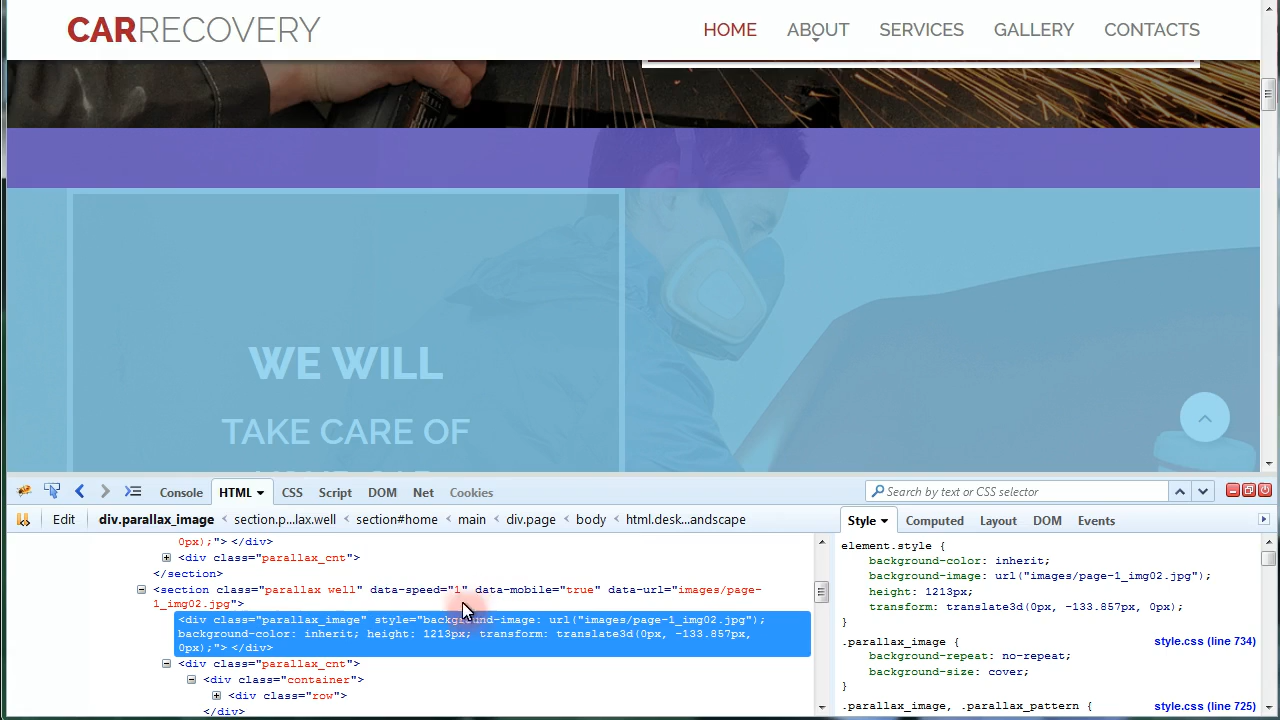 CARRECOVERY
HOME ABOUT SERVICES GALLERY CONTACTS
WE WILL
TAKE CARE OF
Console HTML CSS Script DOM Net Cookies
Search by text or CSS selector
Edit div.parallax_image < section.p...lax.well < section#home < main < div.page < body < html.desk...andscape
Style Computed Layout DOM Events
0px);"> </div>
<div class="parallax_cnt">
</section>
<section class="parallax well" data-speed="1" data-mobile="true" data-url="images/page-
1_img02.jpg">
<div class="parallax_image" style="background-image: url("images/page-1_img02.jpg");
background-color: inherit; height: 1213px; transform: translate3d(0px, -133.857px,
0px);"> </div>
<div class="parallax_cnt">
<div class="container">
<div class="row">
</div>
element.style {
background-color: inherit;
background-image: url("images/page-1_img02.jpg");
height: 1213px;
transform: translate3d(0px, -133.857px, 0px);
}
.parallax_image { style.css (line 734)
background-repeat: no-repeat;
background-size: cover;
}
.parallax_image, .parallax_pattern { style.css (line 725)